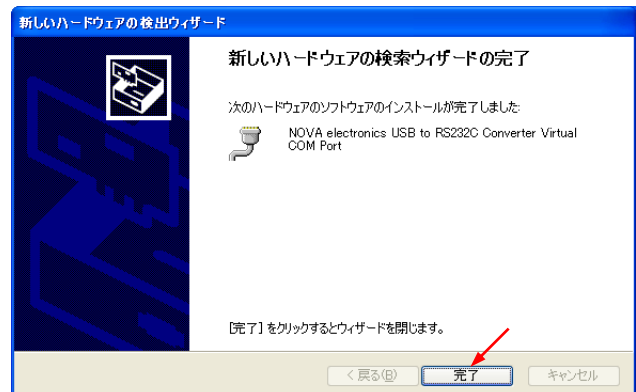 新しいハードウェアの検出ウィザード
新しいハードウェアの検索ウィザードの完了
次のハードウェアのソフトウェアのインストールが完了しました:
NOVA electronics USB to RS232C Converter Virtual
COM Port
[完了] をクリックするとウィザードを閉じます。
< 戻る(B) 完了 キャンセル